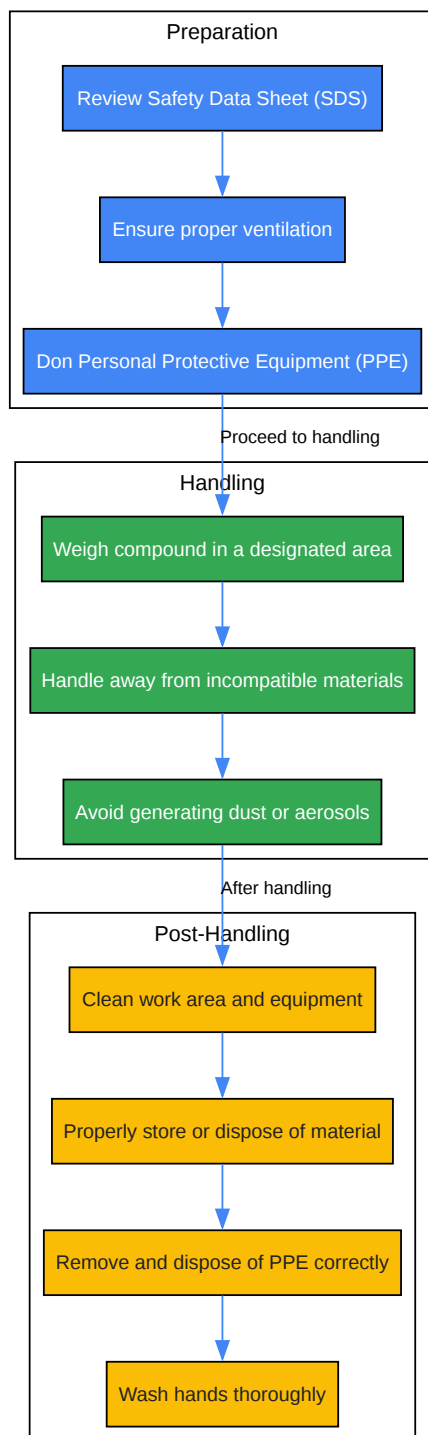 Preparation
Review Safety Data Sheet (SDS)
Ensure proper ventilation
Don Personal Protective Equipment (PPE)
Proceed to handling
Handling
Weigh compound in a designated area
Handle away from incompatible materials
Avoid generating dust or aerosols
After handling
Post-Handling
Clean work area and equipment
Properly store or dispose of material
Remove and dispose of PPE correctly
Wash hands thoroughly